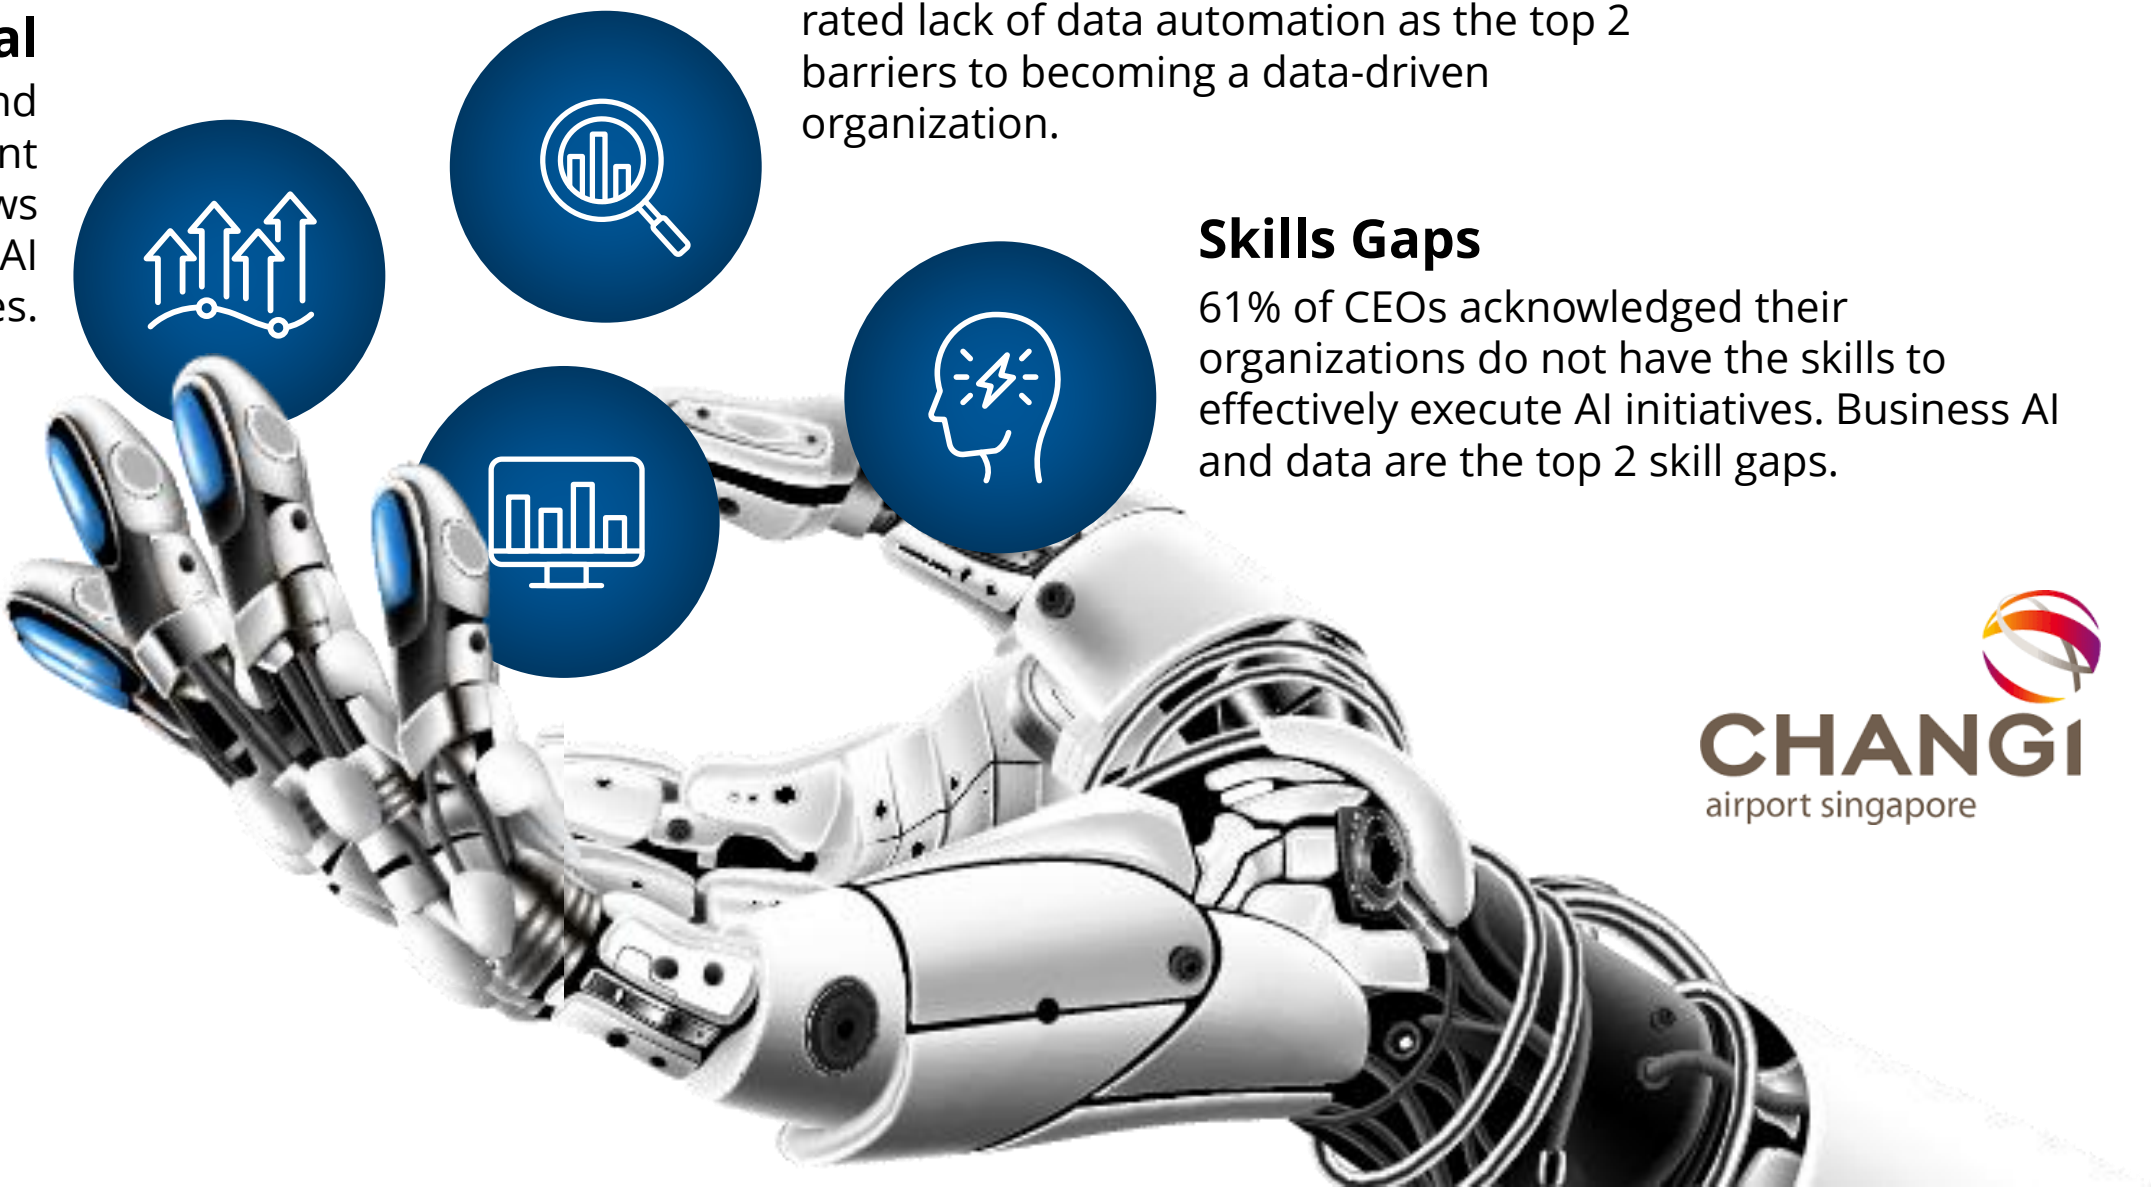 al
nd
nt
ws
AI
es.
rated lack of data automation as the top 2
barriers to becoming a data-driven
organization.
Skills Gaps
61% of CEOs acknowledged their
organizations do not have the skills to
effectively execute AI initiatives. Business AI
and data are the top 2 skill gaps.
CHANGI
airport singapore